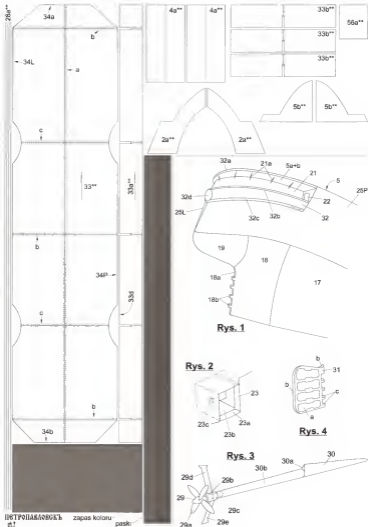 26a**
34a
b
34L
a
c
33**
33a**
b
34P
33d
c
b
34b
ПЕТРОПАВЛОВСКЪ
zapas koloru
paski
4a**
33b**
33b**
33b**
56a**
2a**
2a**
5b**
5b**
32a
21a
5a+b
21
5
22
25P
32d
25L
32
32b
32c
19
18
17
18a
18b
Rys. 1
Rys. 2
23
23a
23c
23b
b
31
b
c
a
Rys. 4
Rys. 3
30
30a
30b
29d
29b
29
29c
29a
29e